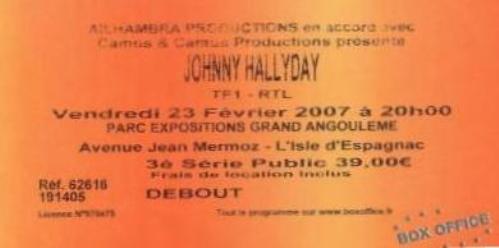 ALHAMBRA PRODUCTIONS en accord avec
Camus & Camus Productions présente
JOHNNY HALLYDAY
TF1 - RTL
Vendredi 23 Février 2007 à 20h00
PARC EXPOSITIONS GRAND ANGOULEME
Avenue Jean Mermoz - L'Isle d'Espagnac
3è Série Public 39,00€
Frais de location inclus
Réf. 62616
191405
DEBOUT
Licence
Tout le programme sur www.boxoffice.fr
BOX OFFICE